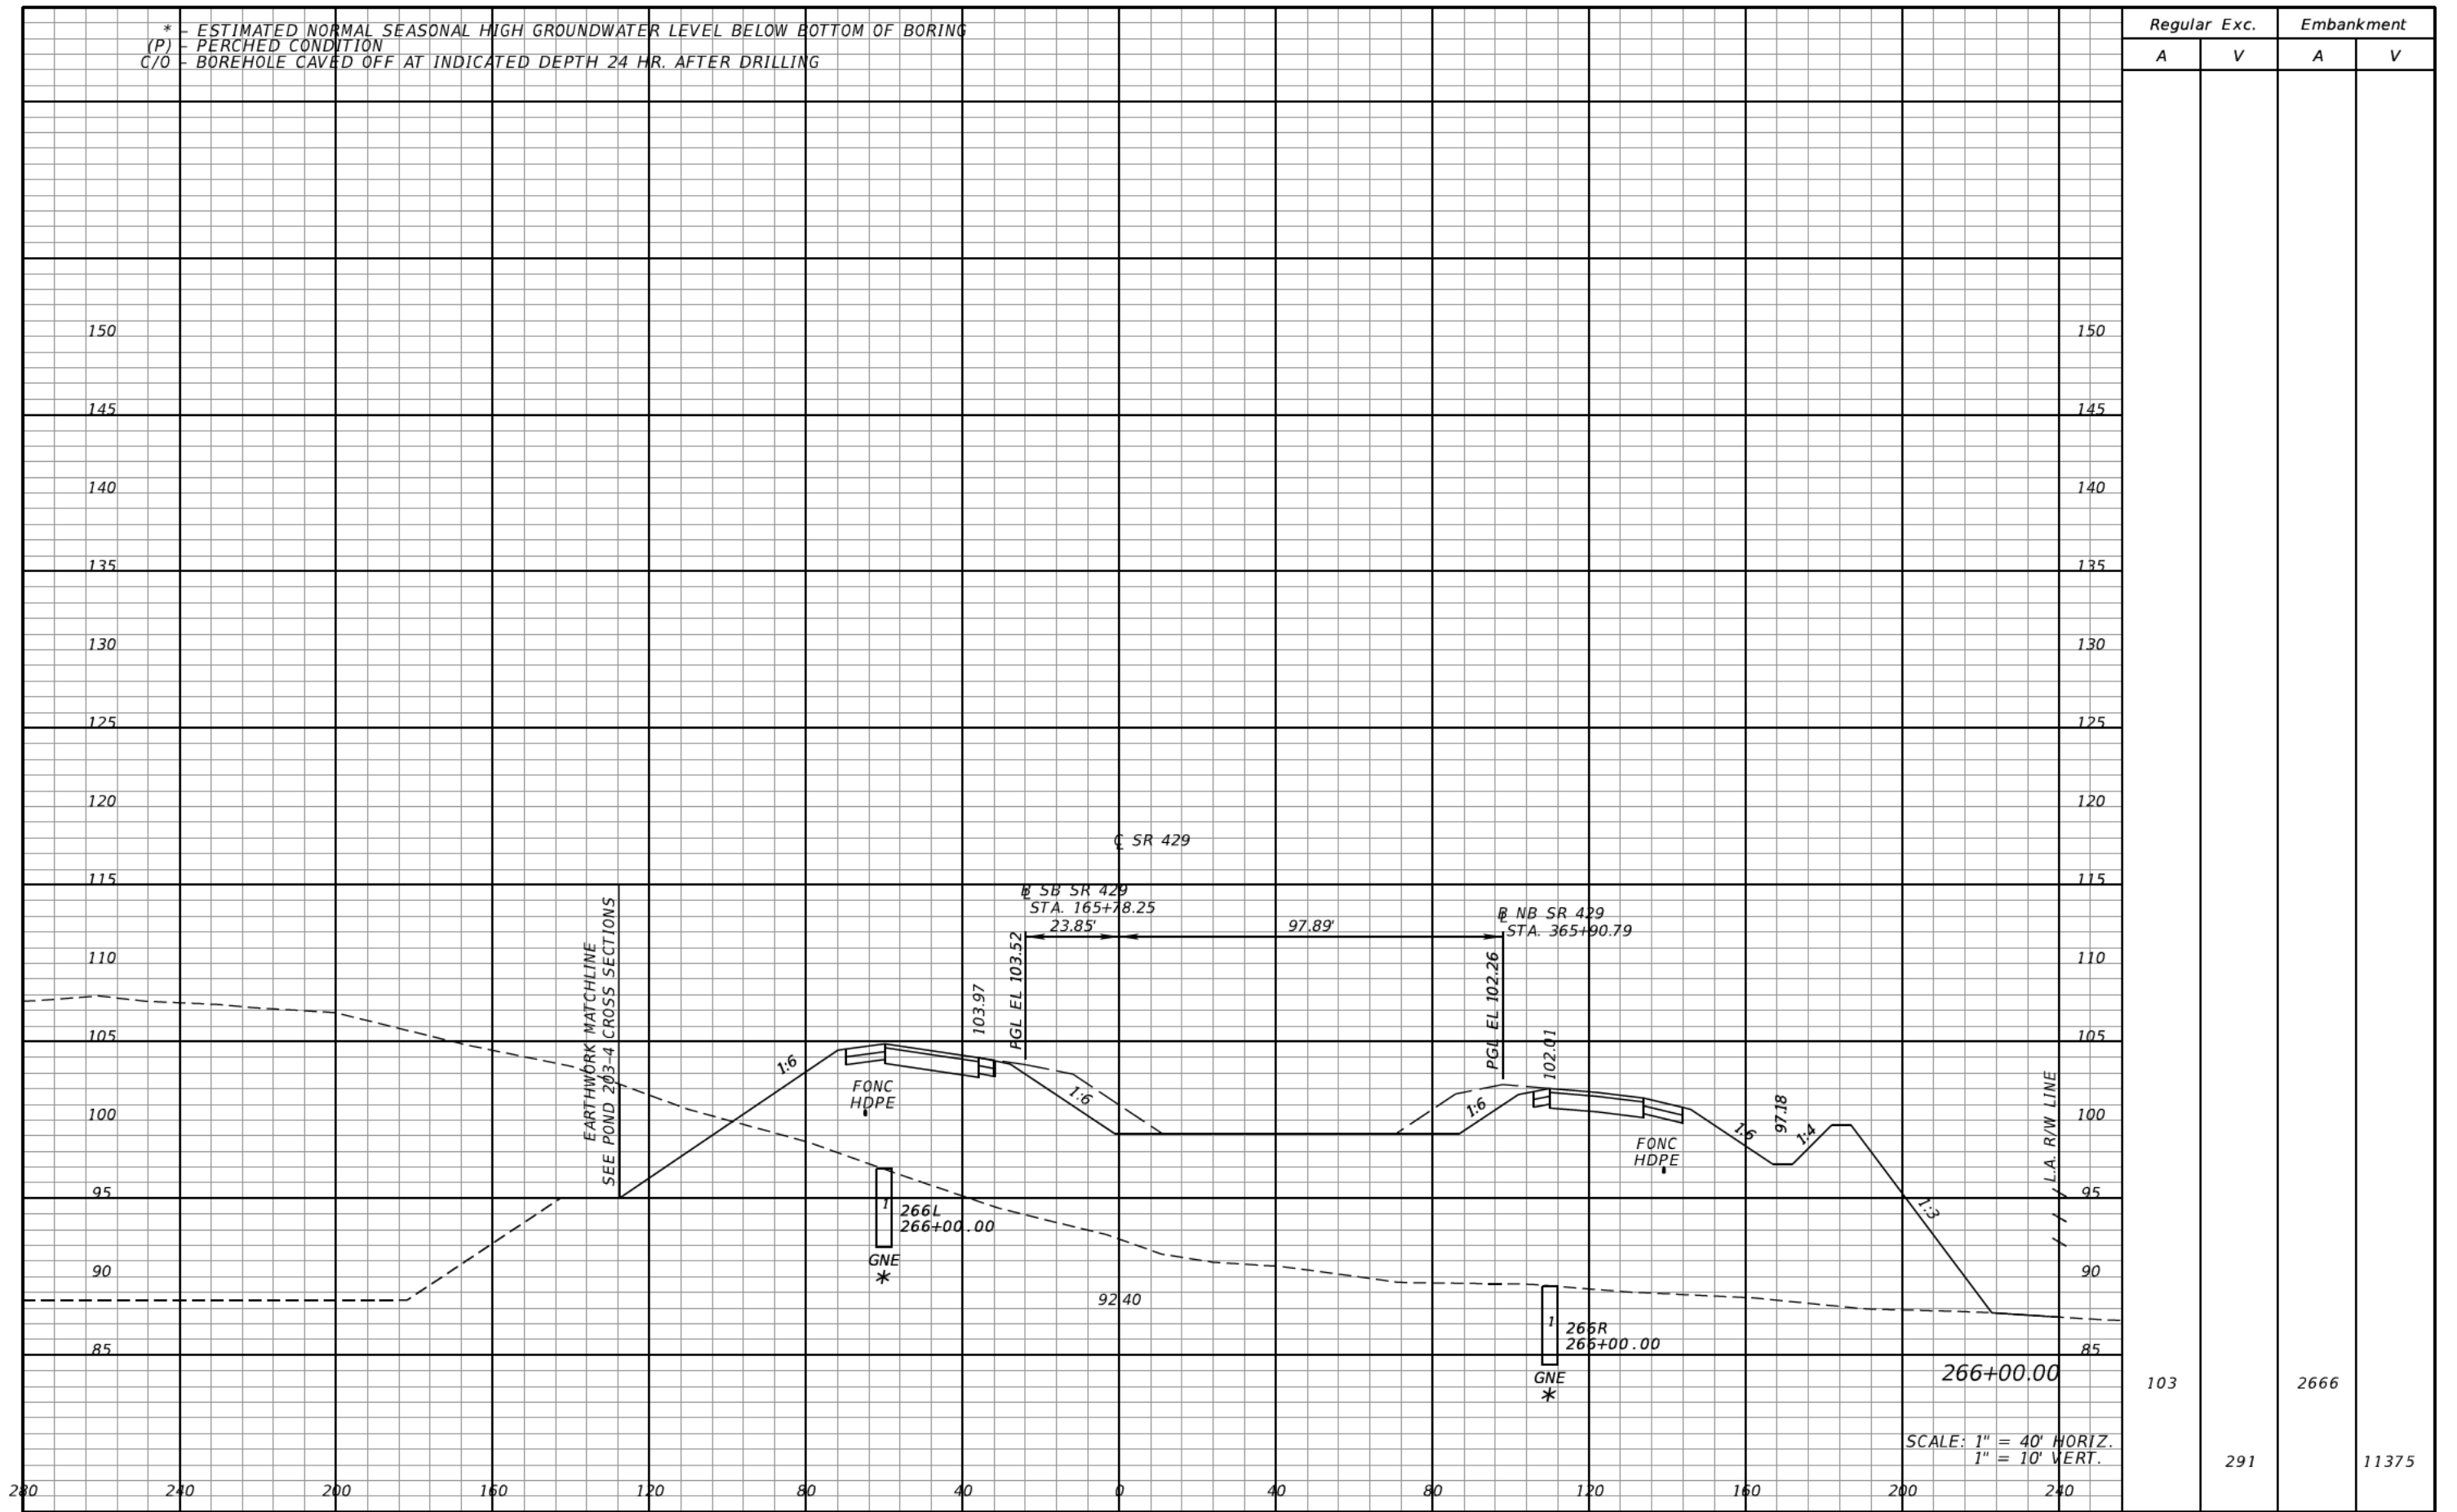 * - ESTIMATED NORMAL SEASONAL HIGH GROUNDWATER LEVEL BELOW BOTTOM OF BORING
(P) - PERCHED CONDITION
C/O - BOREHOLE CAVED OFF AT INDICATED DEPTH 24 HR. AFTER DRILLING
Regular Exc. Embankment
A V A V
150 150
145 145
140 140
135 135
130 130
125 125
120 120
℄ SR 429
115 115
B̲L SB SR 429
STA. 165+78.25
23.85'
97.89'
B̲L NB SR 429
STA. 365+90.79
110 110
EARTHWORK MATCHLINE
SEE POND 203-4 CROSS SECTIONS
103.97
PGL EL 103.52
PGL EL 102.26
102.01
105 105
1:6
FONC
HDPE
1:6
1:6
FONC
HDPE
1:6
97.18
1:4
1:3
L.A. R/W LINE
100 100
95 95
1
266L
266+00.00
GNE
*
90 90
92.40
1
266R
266+00.00
GNE
*
85 85
266+00.00
103 2666
SCALE: 1" = 40' HORIZ.
1" = 10' VERT.
291 11375
280 240 200 160 120 80 40 0 40 80 120 160 200 240